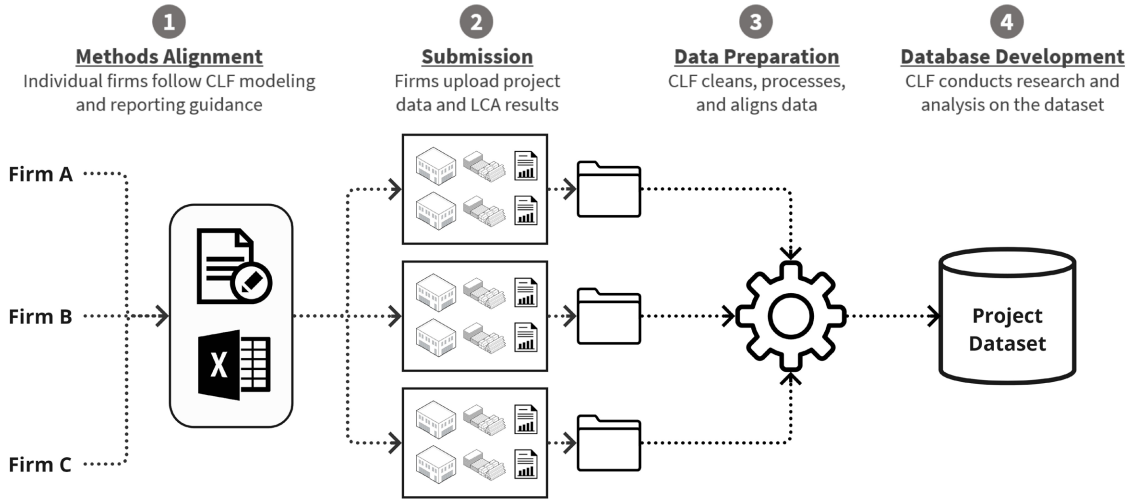 1
Methods Alignment
Individual firms follow CLF modeling
and reporting guidance
2
Submission
Firms upload project
data and LCA results
3
Data Preparation
CLF cleans, processes,
and aligns data
4
Database Development
CLF conducts research and
analysis on the dataset
Firm A
Firm B
Firm C
X
Project
Dataset